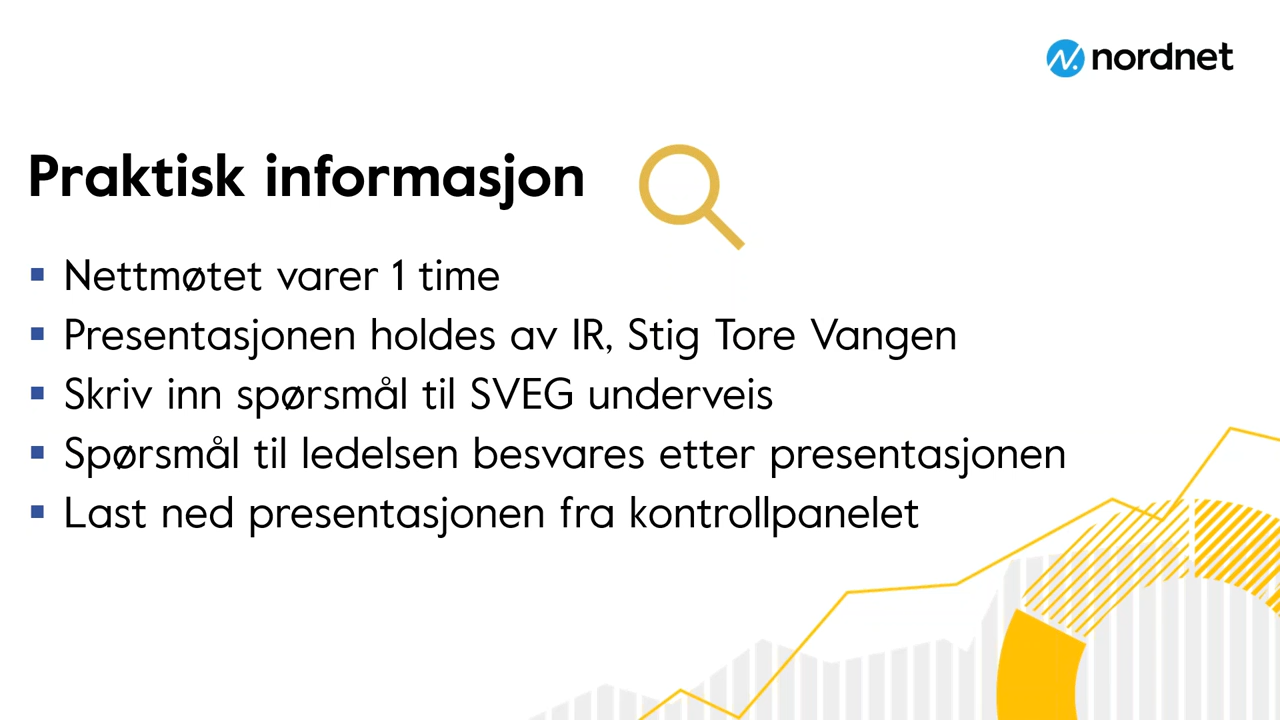 nordnet
Praktisk informasjon
Nettmøtet varer 1 time
Presentasjonen holdes av IR, Stig Tore Vangen
Skriv inn spørsmål til SVEG underveis
Spørsmål til ledelsen besvares etter presentasjonen
Last ned presentasjonen fra kontrollpanelet